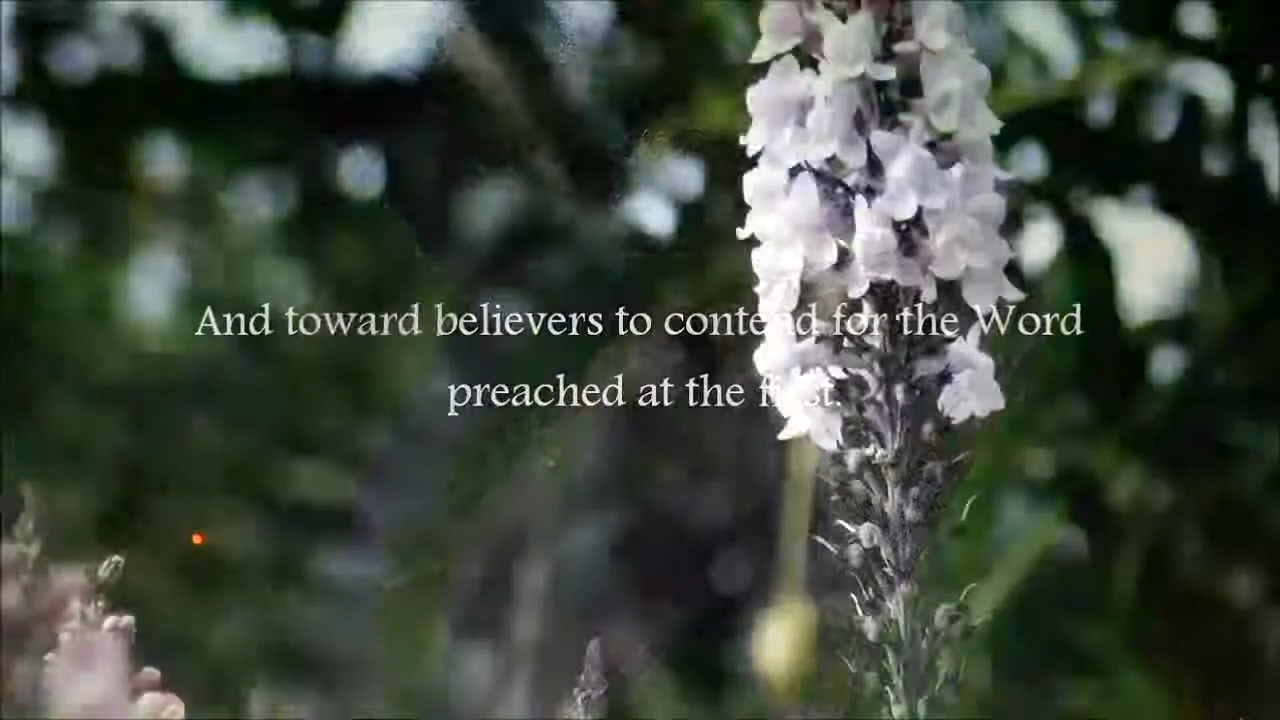 And toward believers to contend for the Word
preached at the first.